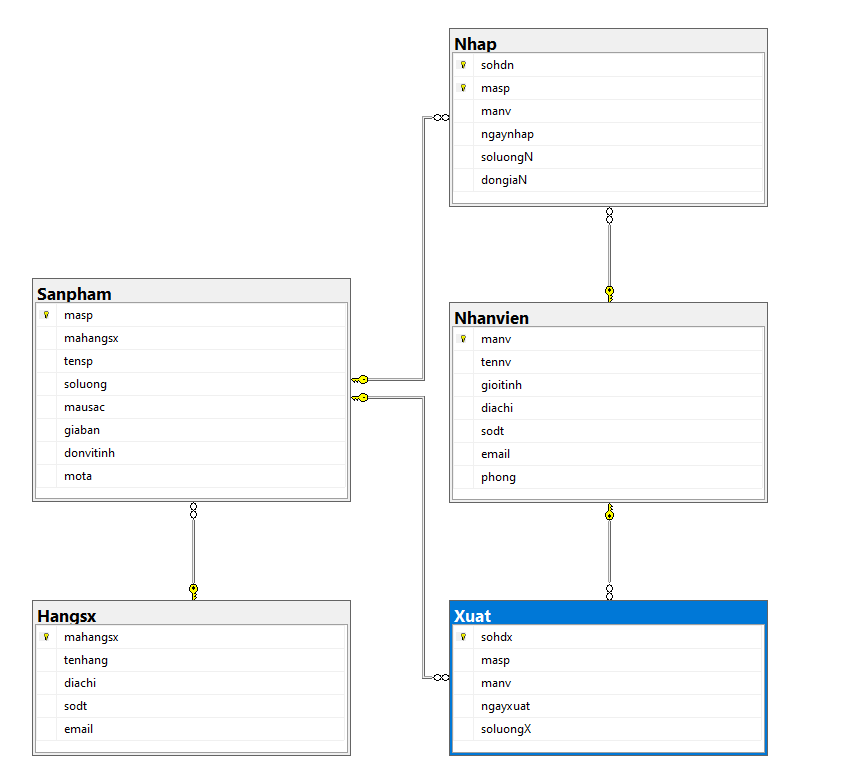 Nhap
sohdn
masp
manv
ngaynhap
soluongN
dongiaN
Sanpham
masp
mahangsx
tensp
soluong
mausac
giaban
donvitinh
mota
Nhanvien
manv
tennv
gioitinh
diachi
sodt
email
phong
Hangsx
mahangsx
tenhang
diachi
sodt
email
Xuat
sohdx
masp
manv
ngayxuat
soluongX